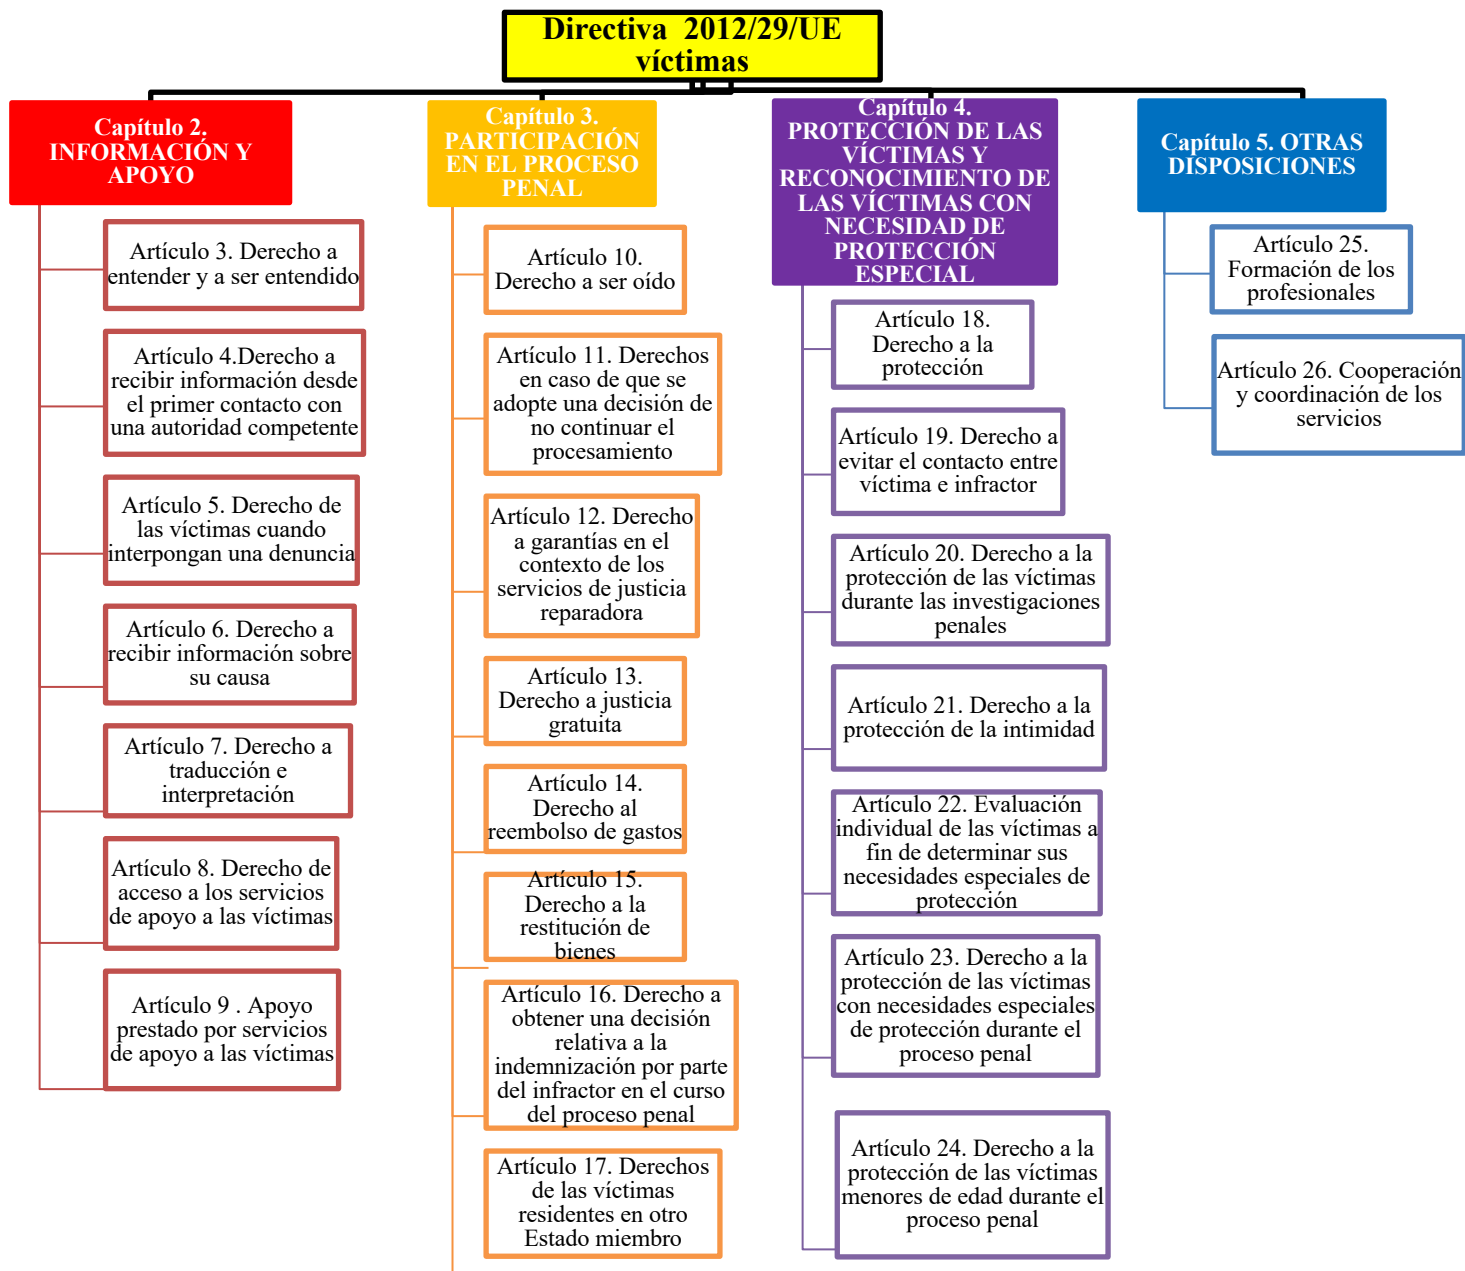 Directiva 2012/29/UE
víctimas
Capítulo 2.
INFORMACIÓN Y
APOYO
Artículo 3. Derecho a
entender y a ser entendido
Artículo 4.Derecho a
recibir información desde
el primer contacto con
una autoridad competente
Artículo 5. Derecho de
las víctimas cuando
interpongan una denuncia
Artículo 6. Derecho a
recibir información sobre
su causa
Artículo 7. Derecho a
traducción e
interpretación
Artículo 8. Derecho de
acceso a los servicios
de apoyo a las víctimas
Artículo 9 . Apoyo
prestado por servicios
de apoyo a las víctimas
Capítulo 3.
PARTICIPACIÓN
EN EL PROCESO
PENAL
Artículo 10.
Derecho a ser oído
Artículo 11. Derechos
en caso de que se
adopte una decisión de
no continuar el
procesamiento
Artículo 12. Derecho
a garantías en el
contexto de los
servicios de justicia
reparadora
Artículo 13.
Derecho a justicia
gratuita
Artículo 14.
Derecho al
reembolso de gastos
Artículo 15.
Derecho a la
restitución de
bienes
Artículo 16. Derecho a
obtener una decisión
relativa a la
indemnización por parte
del infractor en el curso
del proceso penal
Artículo 17. Derechos
de las víctimas
residentes en otro
Estado miembro
Capítulo 4.
PROTECCIÓN DE LAS
VÍCTIMAS Y
RECONOCIMIENTO DE
LAS VÍCTIMAS CON
NECESIDAD DE
PROTECCIÓN
ESPECIAL
Artículo 18.
Derecho a la
protección
Artículo 19. Derecho a
evitar el contacto entre
víctima e infractor
Artículo 20. Derecho a la
protección de las víctimas
durante las investigaciones
penales
Artículo 21. Derecho a la
protección de la intimidad
Artículo 22. Evaluación
individual de las víctimas a
fin de determinar sus
necesidades especiales de
protección
Artículo 23. Derecho a la
protección de las víctimas
con necesidades especiales
de protección durante el
proceso penal
Artículo 24. Derecho a la
protección de las víctimas
menores de edad durante el
proceso penal
Capítulo 5. OTRAS
DISPOSICIONES
Artículo 25.
Formación de los
profesionales
Artículo 26. Cooperación
y coordinación de los
servicios